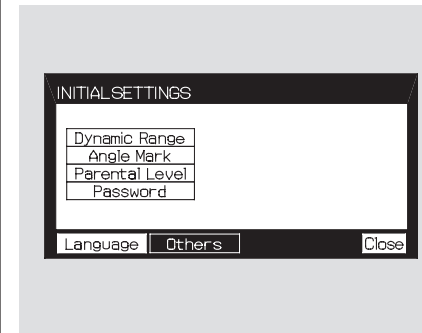 INITIALSETTINGS
Dynamic Range
Angle Mark
Parental Level
Password
Language Others Close